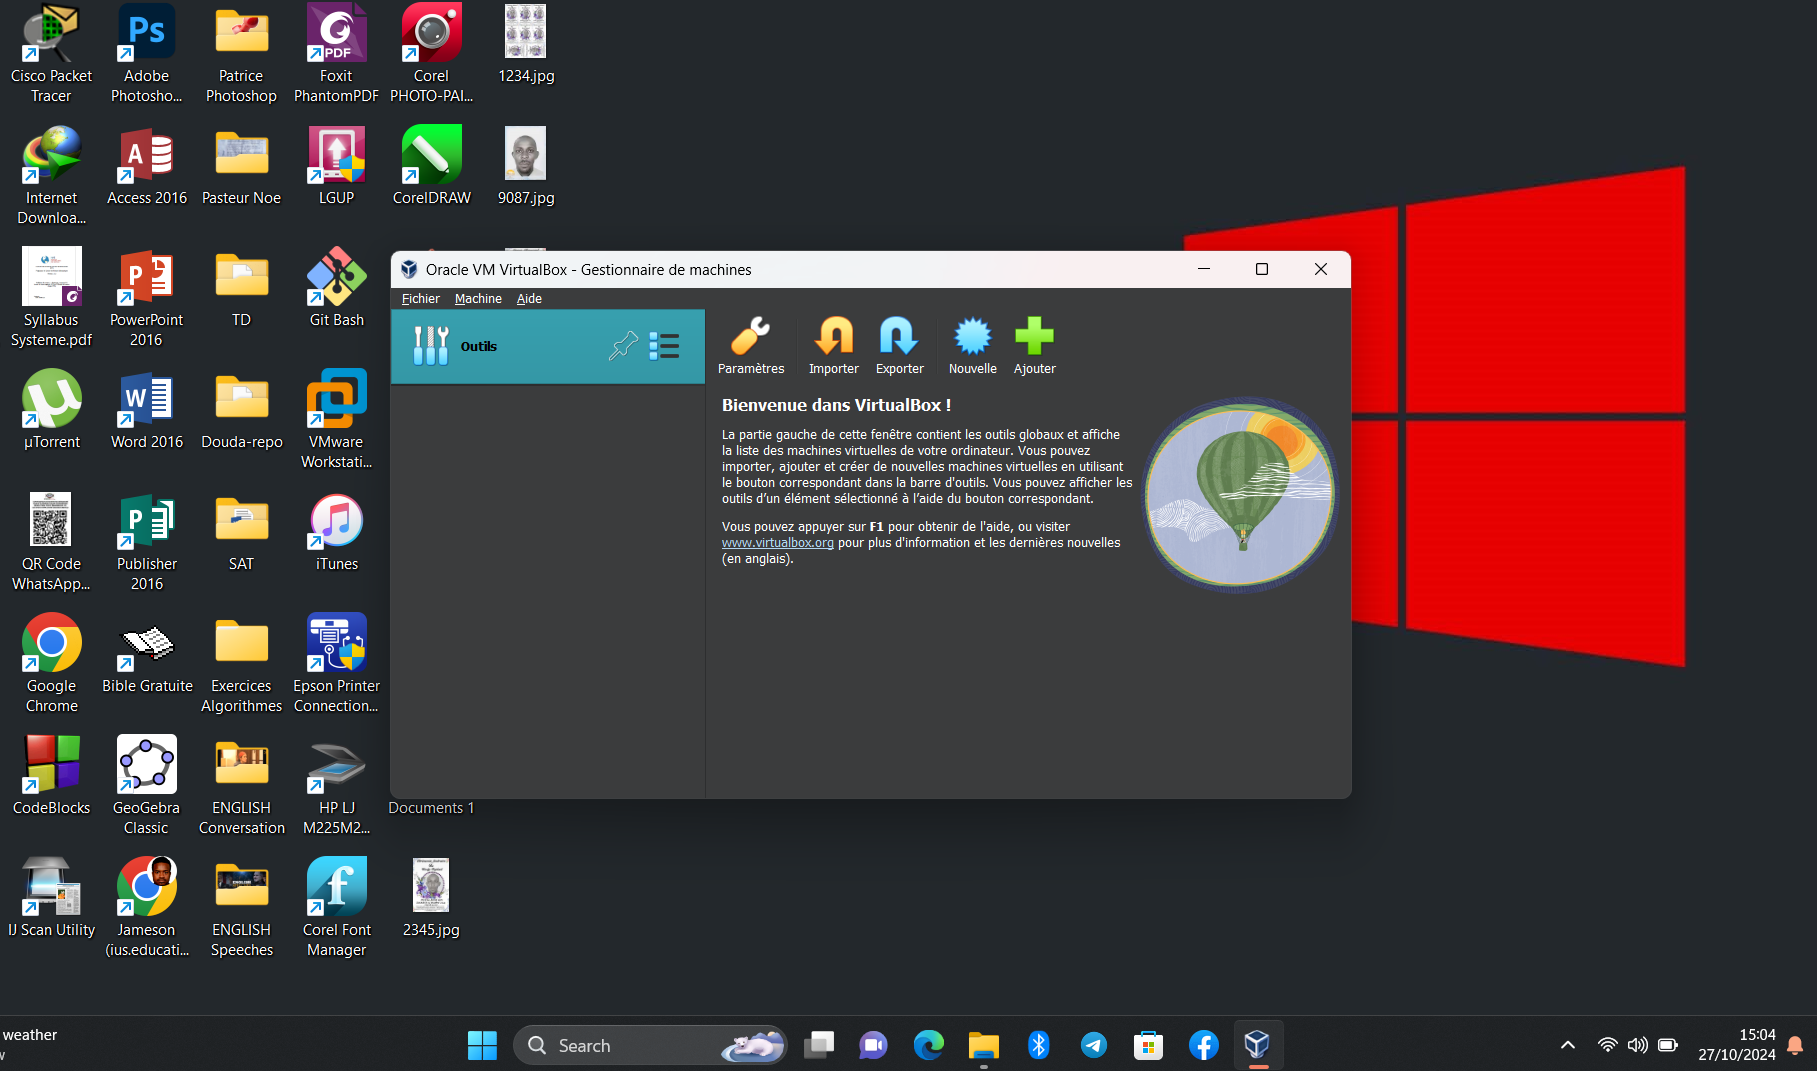 Cisco Packet
Tracer
Adobe
Photosho...
Patrice
Photoshop
Foxit
PhantomPDF
Corel
PHOTO-PAI...
1234.jpg
Internet
Downloa...
Access 2016
Pasteur Noe
LGUP
CorelDRAW
9087.jpg
Syllabus
Systeme.pdf
PowerPoint
2016
TD
Git Bash
µTorrent
Word 2016
Douda-repo
VMware
Workstati...
QR Code
WhatsApp...
Publisher
2016
SAT
iTunes
Google
Chrome
Bible Gratuite
Exercices
Algorithmes
Epson Printer
Connection...
CodeBlocks
GeoGebra
Classic
ENGLISH
Conversation
HP LJ
M225M2...
Documents 1
IJ Scan Utility
Jameson
(ius.educati...
ENGLISH
Speeches
Corel Font
Manager
2345.jpg
Oracle VM VirtualBox - Gestionnaire de machines
Fichier Machine Aide
Outils
Paramètres Importer Exporter Nouvelle Ajouter
Bienvenue dans VirtualBox !
La partie gauche de cette fenêtre contient les outils globaux et affiche
la liste des machines virtuelles de votre ordinateur. Vous pouvez
importer, ajouter et créer de nouvelles machines virtuelles en utilisant
le bouton correspondant dans la barre d'outils. Vous pouvez afficher les
outils d’un élément sélectionné à l’aide du bouton correspondant.
Vous pouvez appuyer sur F1 pour obtenir de l'aide, ou visiter
www.virtualbox.org pour plus d'information et les dernières nouvelles
(en anglais).
weather
Search
15:04
27/10/2024